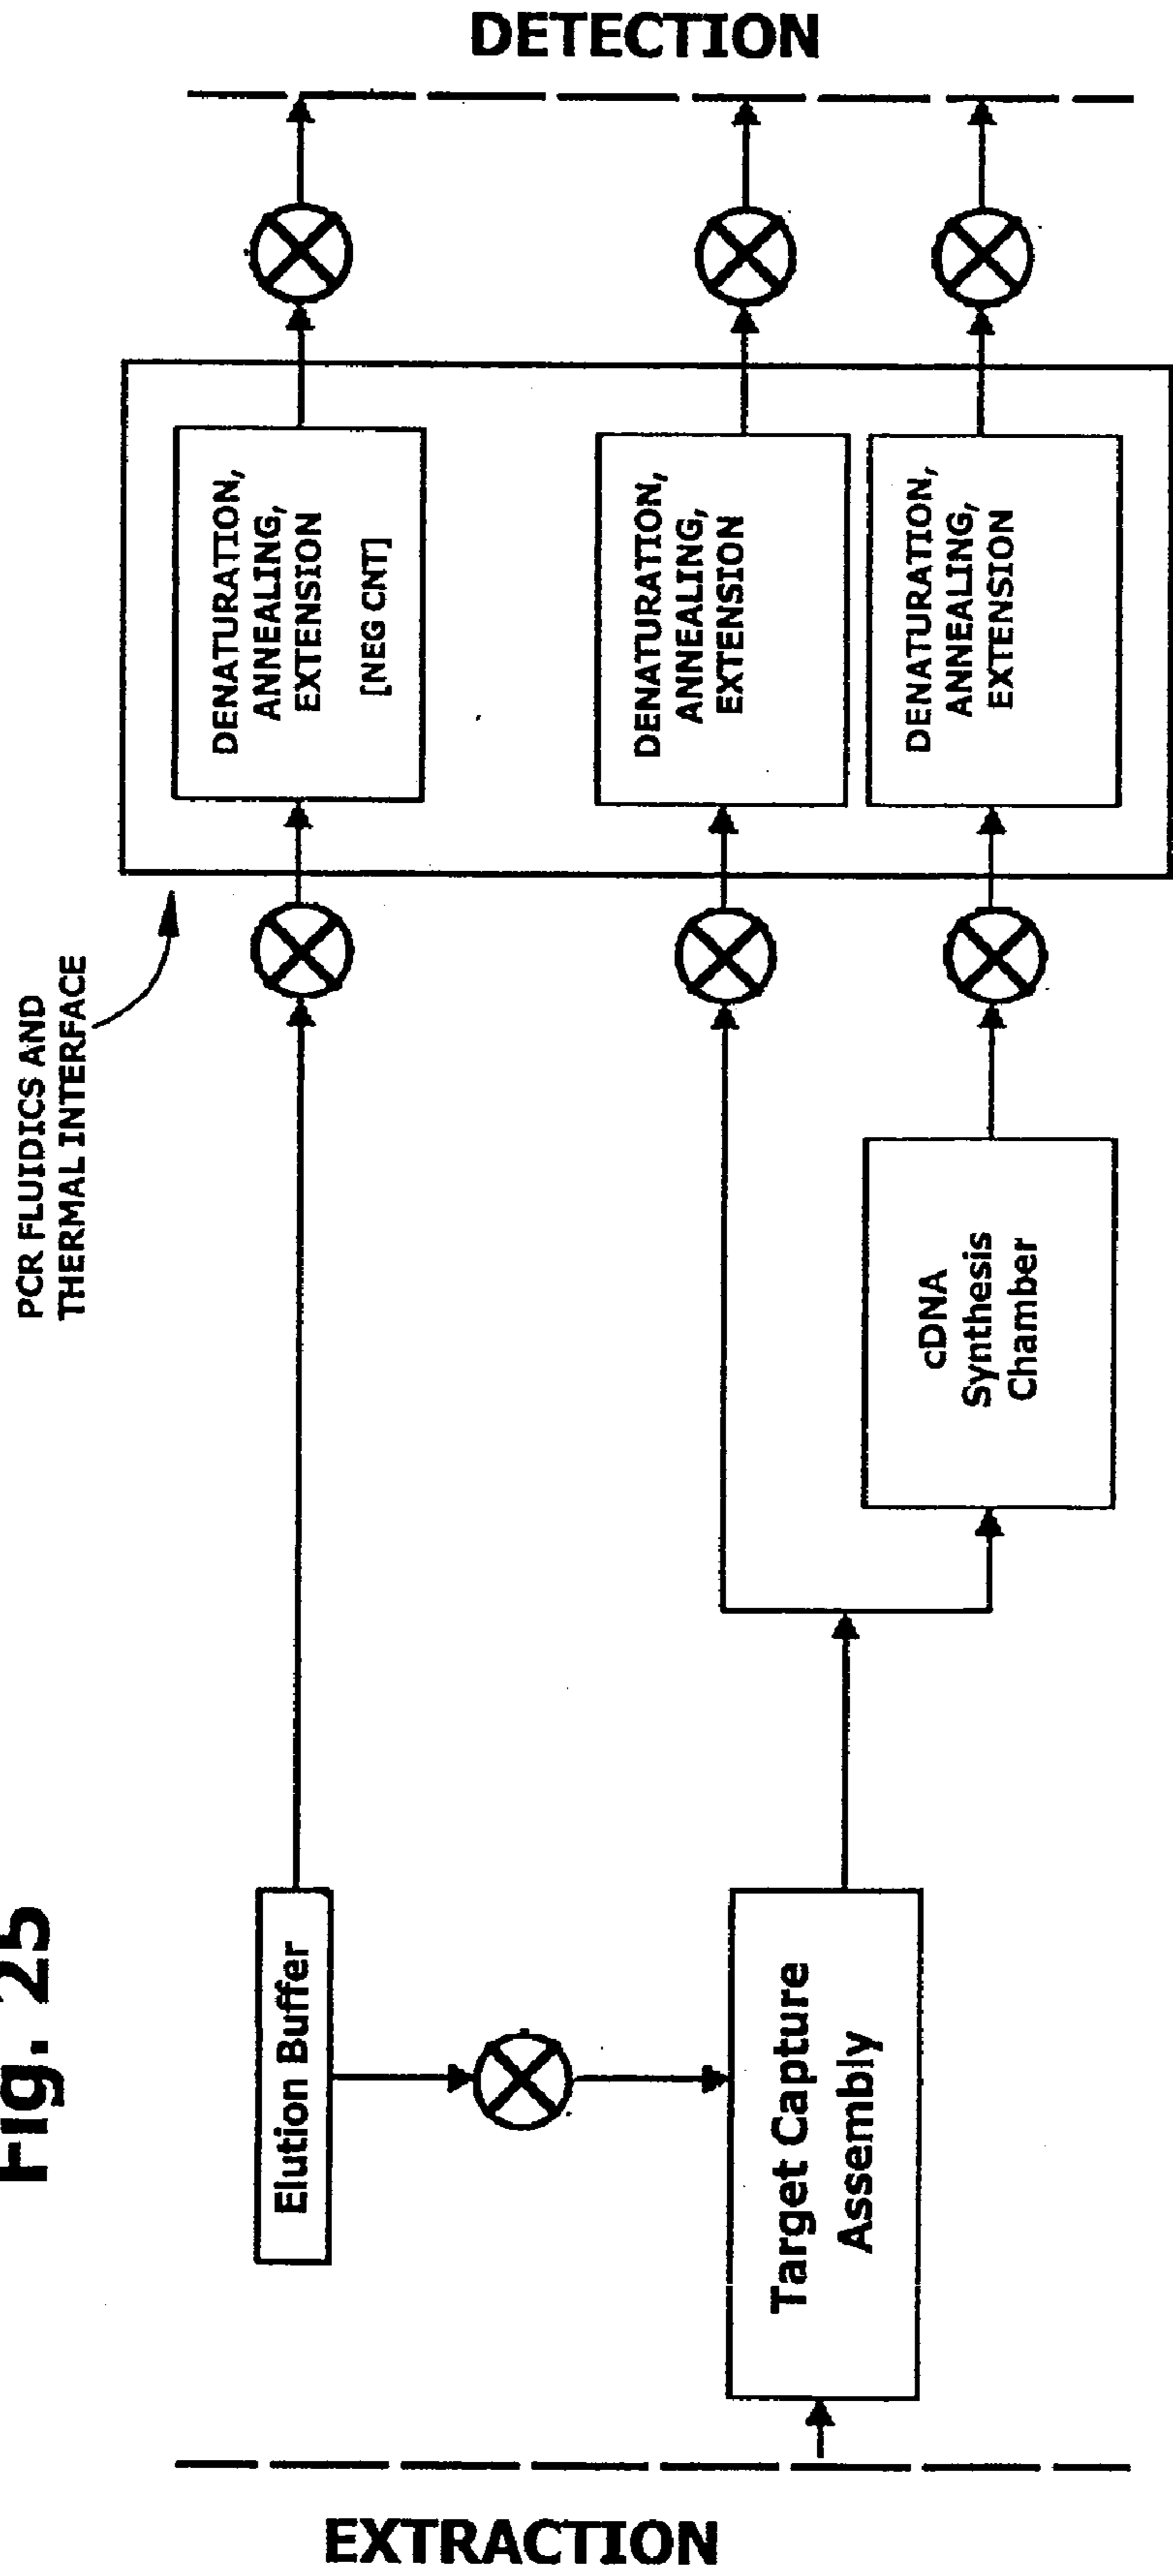 Fig. 25
EXTRACTION
Elution Buffer
Target Capture
Assembly
cDNA
Synthesis
Chamber
PCR FLUIDICS AND
THERMAL INTERFACE
DENATURATION,
ANNEALING,
EXTENSION
[NEG CNT]
DENATURATION,
ANNEALING,
EXTENSION
DENATURATION,
ANNEALING,
EXTENSION
DETECTION